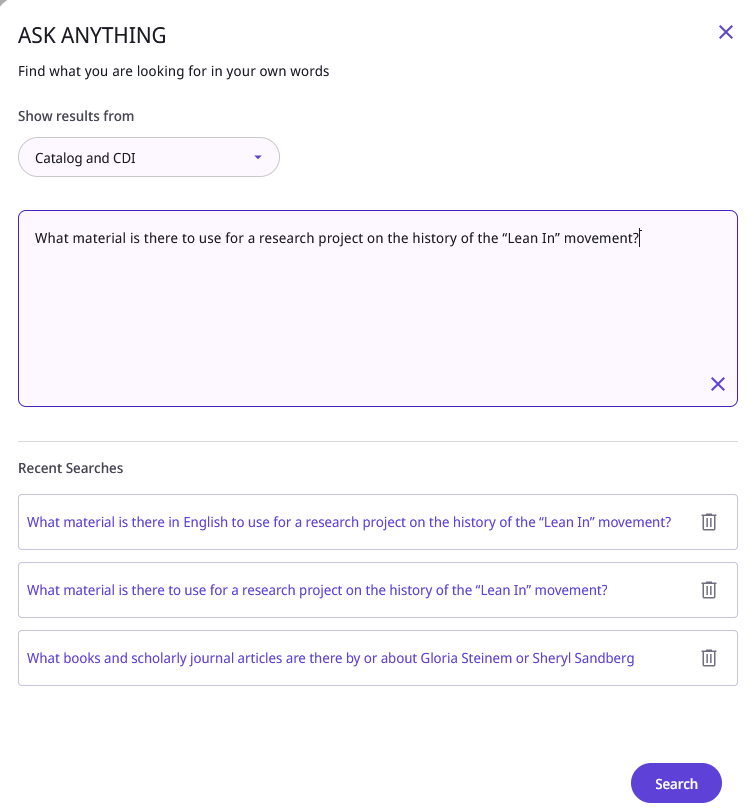 ASK ANYTHING
Find what you are looking for in your own words
Show results from
Catalog and CDI
What material is there to use for a research project on the history of the “Lean In” movement?
Recent Searches
What material is there in English to use for a research project on the history of the “Lean In” movement?
What material is there to use for a research project on the history of the “Lean In” movement?
What books and scholarly journal articles are there by or about Gloria Steinem or Sheryl Sandberg
Search